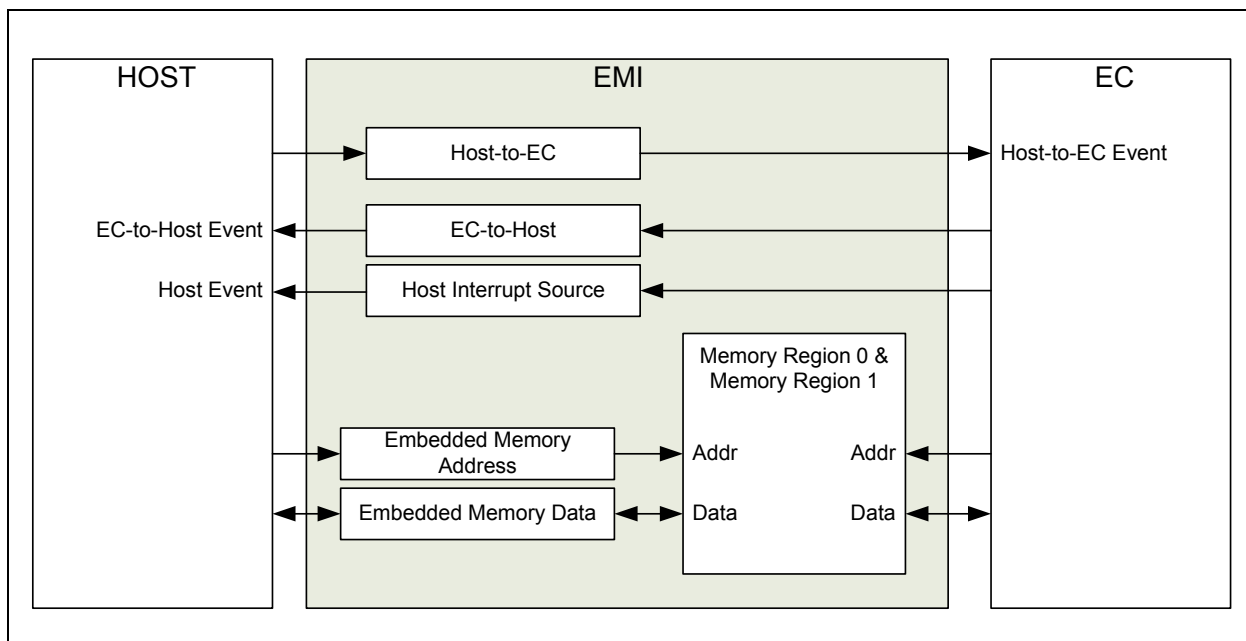 HOST
EMI
EC
Host-to-EC
Host-to-EC Event
EC-to-Host Event
EC-to-Host
Host Event
Host Interrupt Source
Memory Region 0 &
Memory Region 1
Embedded Memory
Address
Addr
Addr
Embedded Memory Data
Data
Data